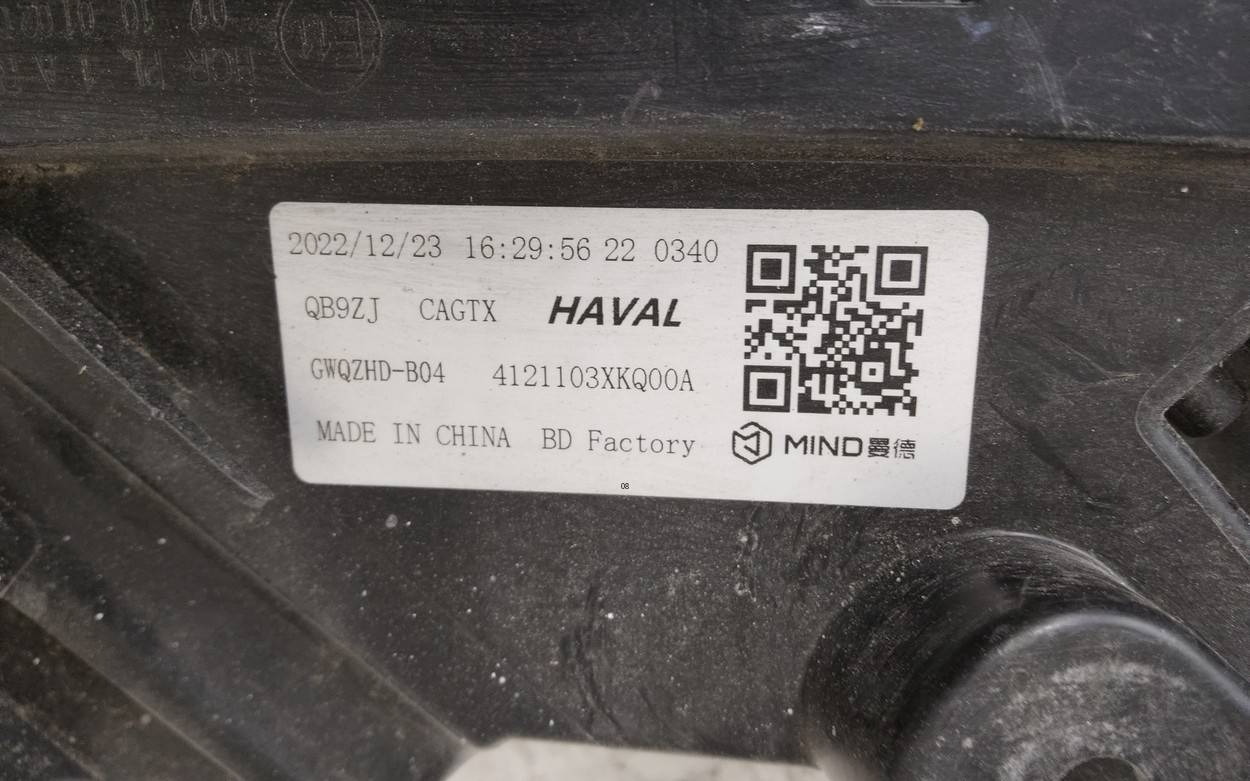 2022/12/23 16:29:56 22 0340
QB9ZJ CAGTX HAVAL
GWQZHD-B04 4121103XKQ00A
MADE IN CHINA BD Factory MIND曼德
08